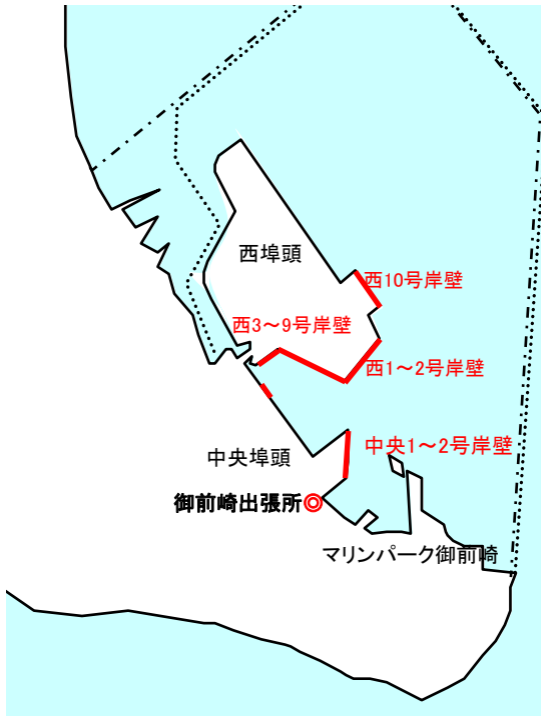 西埠頭
西10号岸壁
西3～9号岸壁
西1～2号岸壁
中央1～2号岸壁
中央埠頭
御前崎出張所
マリンパーク御前崎